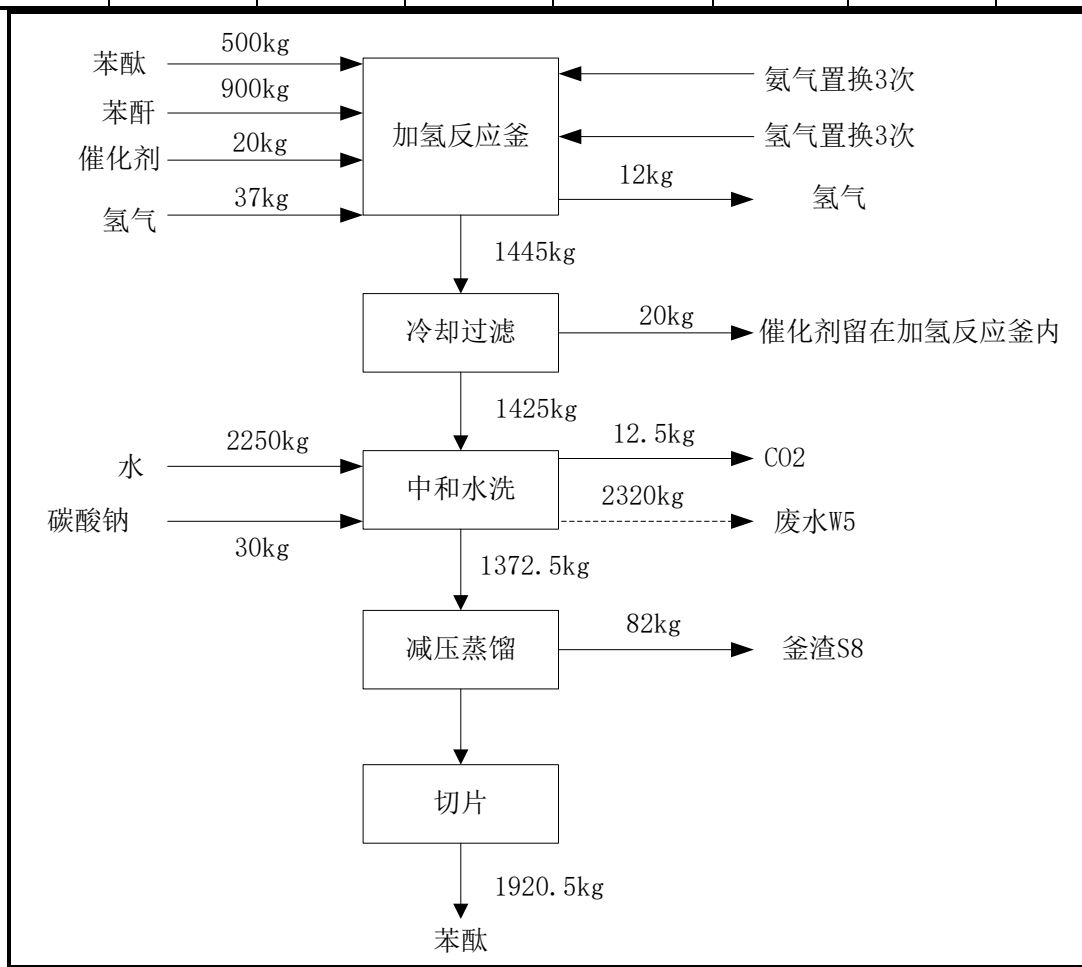 500kg
苯酞
900kg
苯酐
20kg
催化剂
37kg
氢气
加氢反应釜
氨气置换3次
氢气置换3次
12kg
氢气
1445kg
冷却过滤
20kg
催化剂留在加氢反应釜内
1425kg
水
2250kg
碳酸钠
30kg
中和水洗
12.5kg
CO2
2320kg
废水W5
1372.5kg
减压蒸馏
82kg
釜渣S8
切片
1920.5kg
苯酞